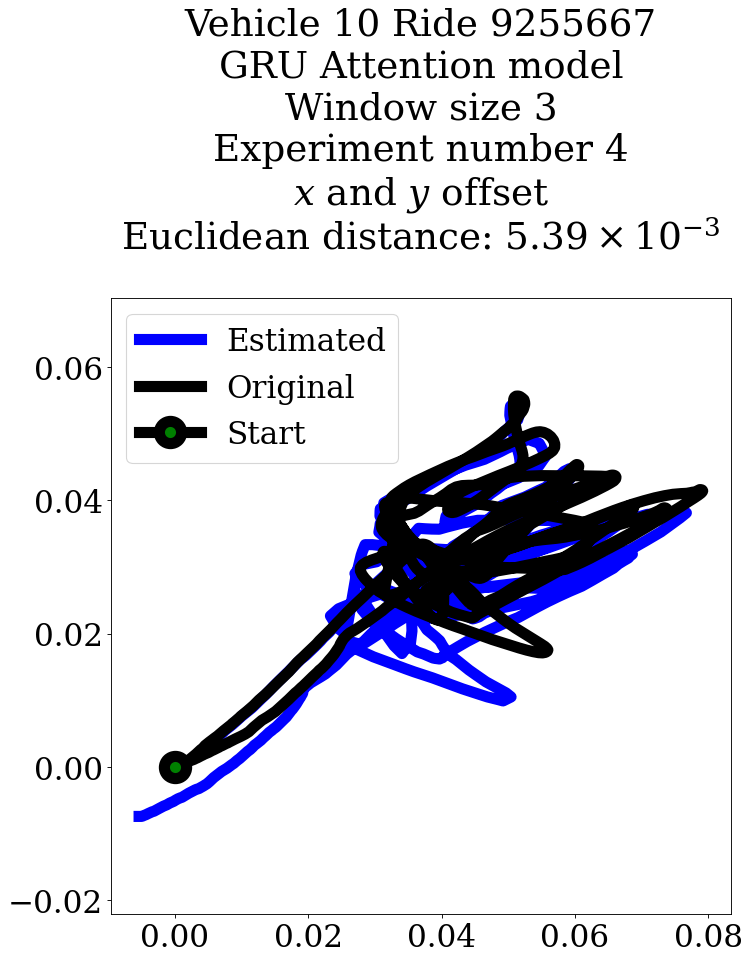 Vehicle 10 Ride 9255667
GRU Attention model
Window size 3
Experiment number 4
x and y offset
Euclidean distance: 5.39 × 10⁻³
Estimated
Original
Start
0.06
0.04
0.02
0.00
−0.02
0.00 0.02 0.04 0.06 0.08